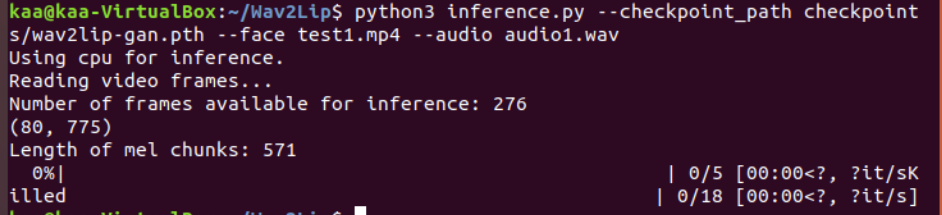 kaa@kaa-VirtualBox:~/Wav2Lip$ python3 inference.py --checkpoint_path checkpoint
s/wav2lip-gan.pth --face test1.mp4 --audio audio1.wav
Using cpu for inference.
Reading video frames...
Number of frames available for inference: 276
(80, 775)
Length of mel chunks: 571
  0%|                                                    | 0/5 [00:00<?, ?it/sK
illed                                                   | 0/18 [00:00<?, ?it/s]
kaa@kaa-VirtualBox:~/Wav2Lip$